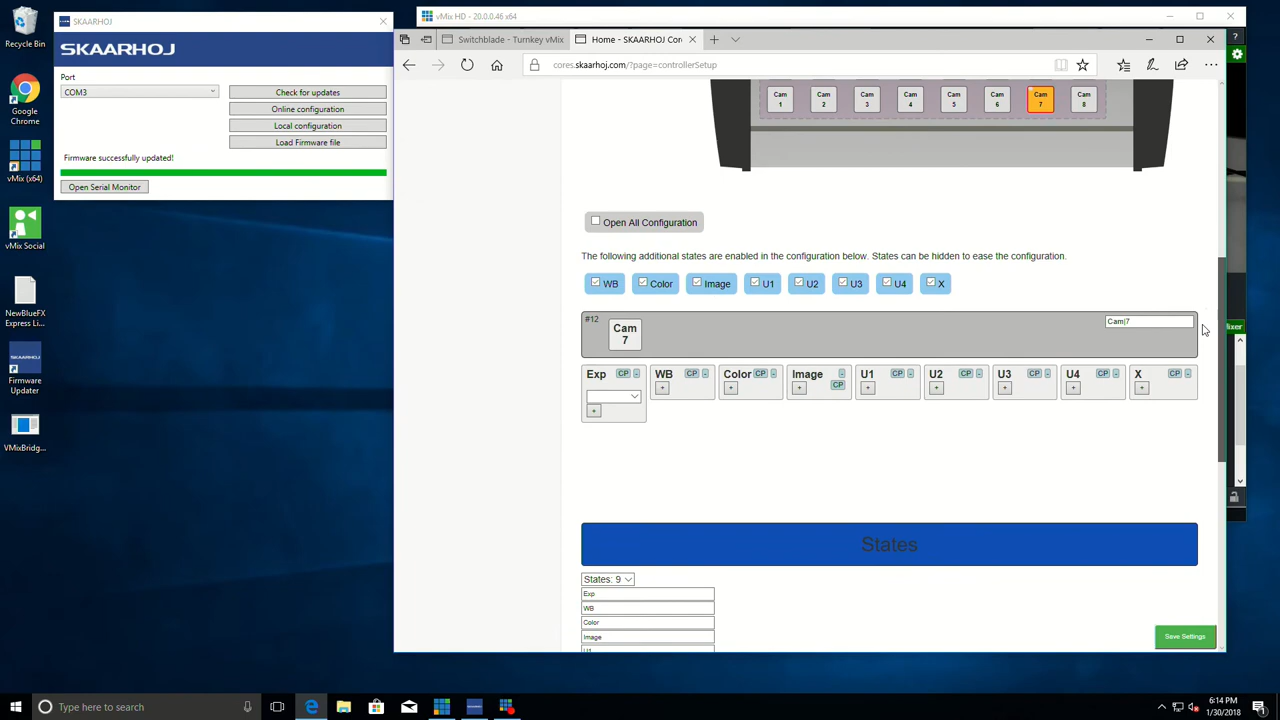 SKAARHOJ
vMix HD - 20.0.0.46 x64
Recycle Bin
SKAARHOJ
Port
COM3
Check for updates
Online configuration
Local configuration
Load Firmware file
Firmware successfully updated!
Open Serial Monitor
Google Chrome
vMix (x64)
vMix Social
NewBlueFX Express Li...
Firmware Updater
VMixBridg...
Switchblade - Turnkey vMix
Home - SKAARHOJ Cor
cores.skaarhoj.com/?page=controllerSetup
Cam 1
Cam 2
Cam 3
Cam 4
Cam 5
Cam 6
Cam 7
Cam 8
Open All Configuration
The following additional states are enabled in the configuration below. States can be hidden to ease the configuration.
WB Color Image U1 U2 U3 U4 X
#12
Cam 7
Cam|7
Exp CP - WB CP - Color CP - Image - CP U1 CP - U2 CP - U3 CP - U4 CP - X CP -
+ + + + + + + + +
States
States: 9
Exp
WB
Color
Image
U1
Save Settings
ixer
Type here to search
6:14 PM
1/30/2018